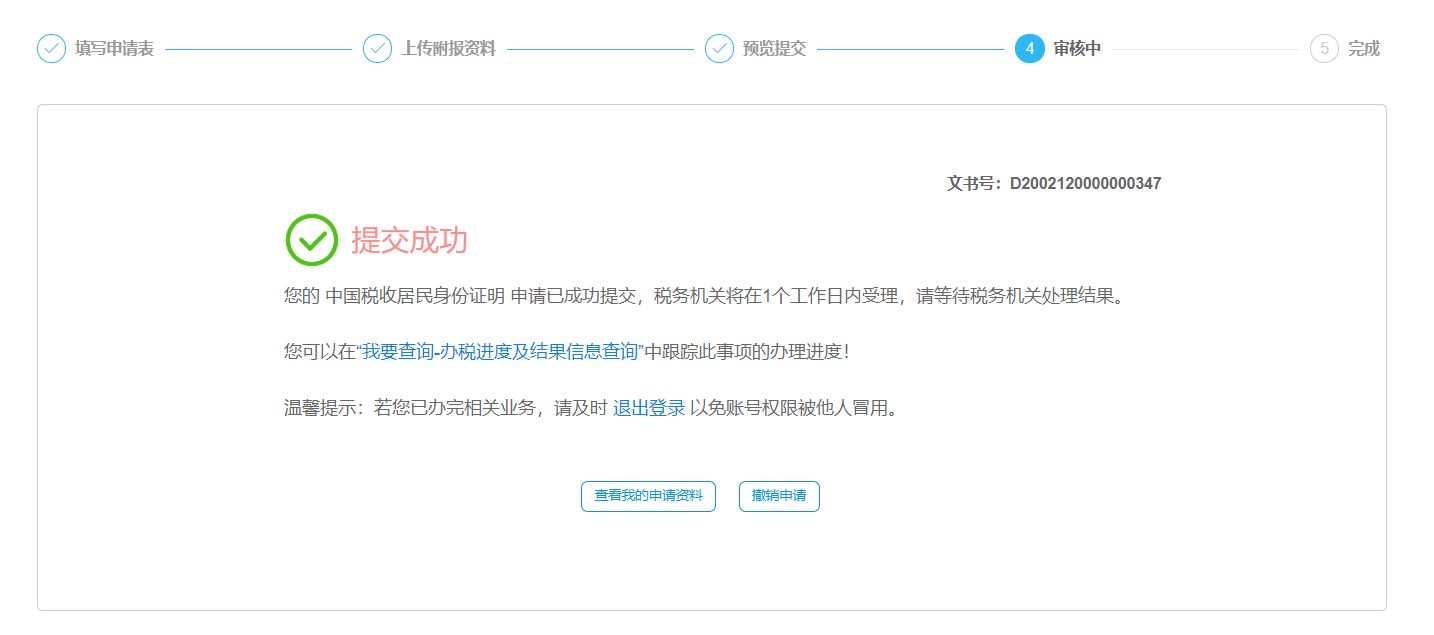 填写申请表 上传附报资料 预览提交 4 审核中 5 完成
文书号：D2002120000000347
提交成功
您的 中国税收居民身份证明 申请已成功提交，税务机关将在1个工作日内受理，请等待税务机关处理结果。
您可以在“我要查询-办税进度及结果信息查询”中跟踪此事项的办理进度！
温馨提示：若您已办完相关业务，请及时 退出登录 以免账号权限被他人冒用。
查看我的申请资料 撤销申请